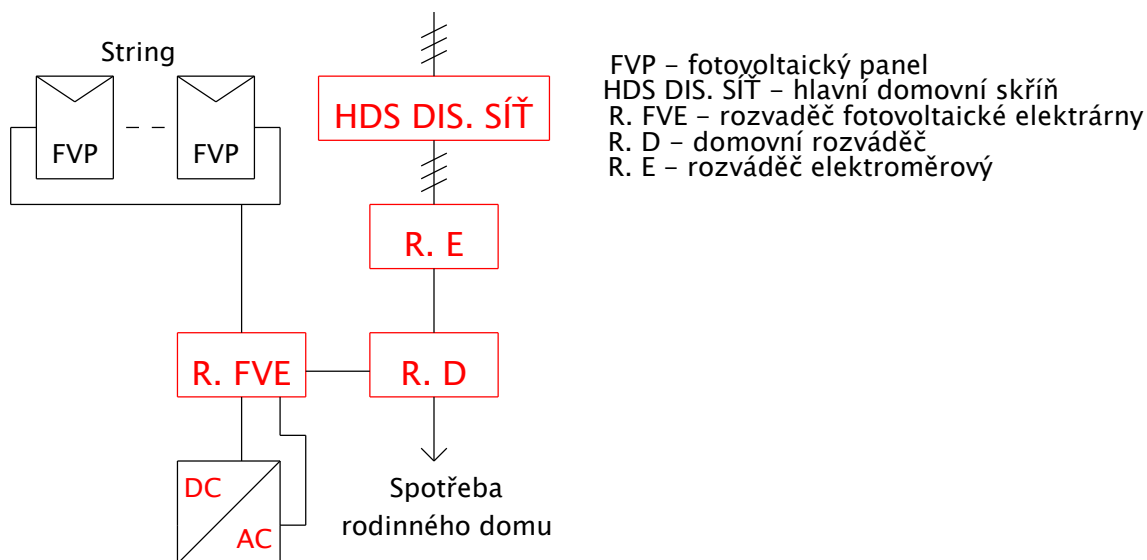 String
FVP
FVP
HDS DIS. SÍŤ
R. E
R. FVE
R. D
DC
AC
Spotřeba
rodinného domu
FVP – fotovoltaický panel
HDS DIS. SÍŤ – hlavní domovní skříň
R. FVE – rozvaděč fotovoltaické elektrárny
R. D – domovní rozváděč
R. E – rozváděč elektroměrový